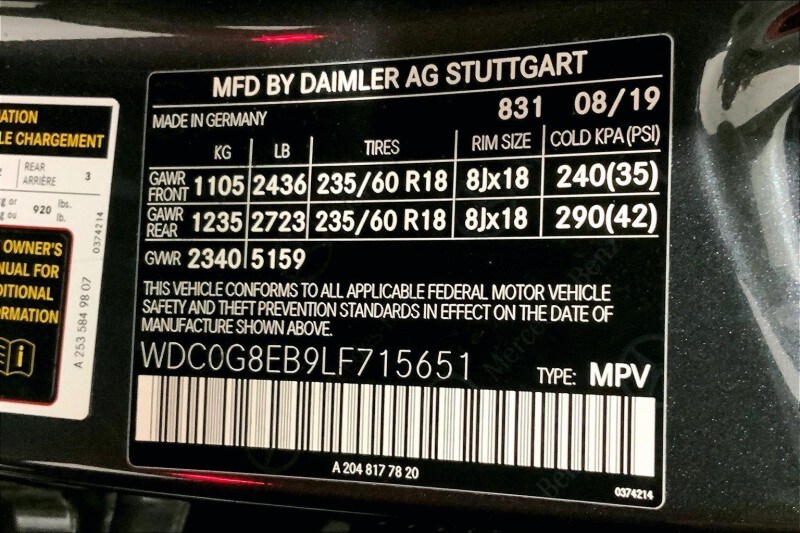 MFD BY DAIMLER AG STUTTGART
MADE IN GERMANY 831 08/19
KG LB TIRES RIM SIZE COLD KPA (PSI)
GAWR FRONT 1105 2436 235/60 R18 8Jx18 240(35)
GAWR REAR 1235 2723 235/60 R18 8Jx18 290(42)
GVWR 2340 5159
THIS VEHICLE CONFORMS TO ALL APPLICABLE FEDERAL MOTOR VEHICLE
SAFETY AND THEFT PREVENTION STANDARDS IN EFFECT ON THE DATE OF
MANUFACTURE SHOWN ABOVE.
WDC0G8EB9LF715651 TYPE: MPV
A 204 817 78 20
0374214
CHARGEMENT
REAR
ARRIÈRE 3
920 lbs.
lb.
OWNER'S
FOR
A 253 584 98 07
0374214